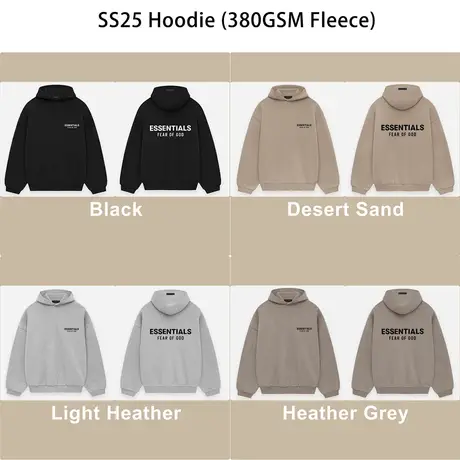 SS25 Hoodie (380GSM Fleece)
ESSENTIALS
ESSENTIALS
FEAR OF GOD
ESSENTIALS
ESSENTIALS
FEAR OF GOD
Black
Desert Sand
ESSENTIALS
ESSENTIALS
FEAR OF GOD
ESSENTIALS
ESSENTIALS
FEAR OF GOD
Light Heather
Heather Grey